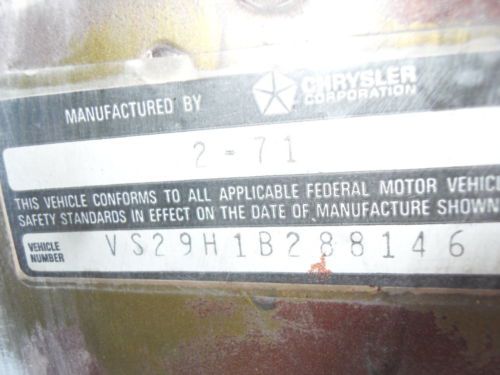 MANUFACTURED BY CHRYSLER
CORPORATION
2-71
THIS VEHICLE CONFORMS TO ALL APPLICABLE FEDERAL MOTOR VEHICL
SAFETY STANDARDS IN EFFECT ON THE DATE OF MANUFACTURE SHOWN
VEHICLE
NUMBER
VS29H1B288146